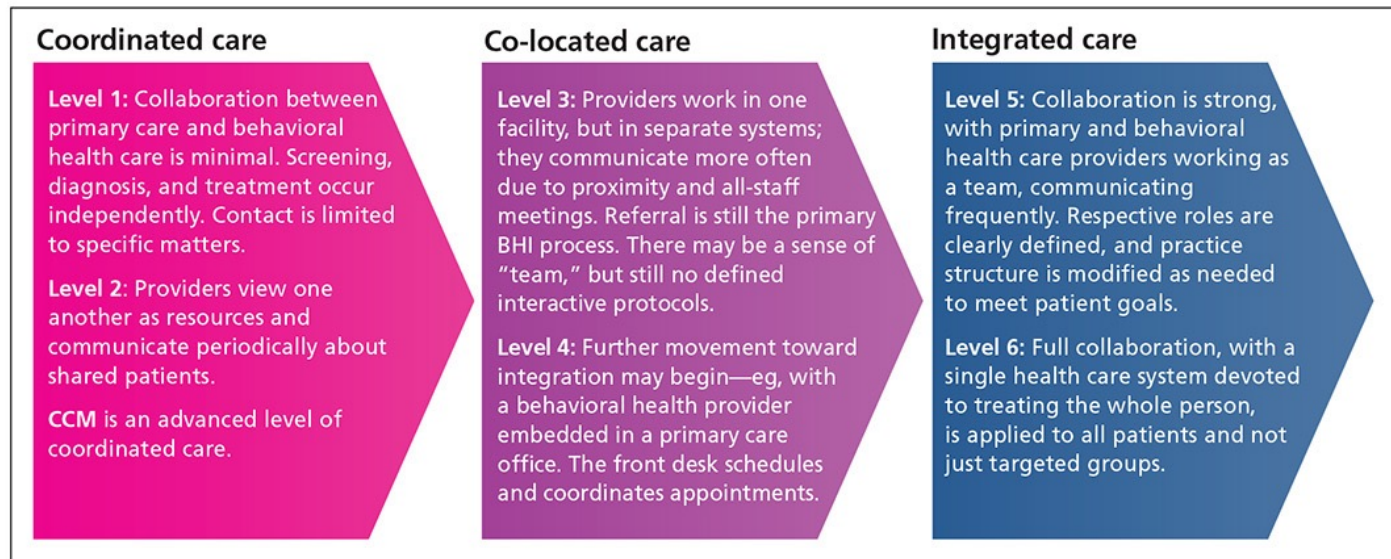 Coordinated care
Level 1: Collaboration between
primary care and behavioral
health care is minimal. Screening,
diagnosis, and treatment occur
independently. Contact is limited
to specific matters.
Level 2: Providers view one
another as resources and
communicate periodically about
shared patients.
CCM is an advanced level of
coordinated care.
Co-located care
Level 3: Providers work in one
facility, but in separate systems;
they communicate more often
due to proximity and all-staff
meetings. Referral is still the primary
BHI process. There may be a sense of
“team,” but still no defined
interactive protocols.
Level 4: Further movement toward
integration may begin—eg, with
a behavioral health provider
embedded in a primary care
office. The front desk schedules
and coordinates appointments.
Integrated care
Level 5: Collaboration is strong,
with primary and behavioral
health care providers working as
a team, communicating
frequently. Respective roles are
clearly defined, and practice
structure is modified as needed
to meet patient goals.
Level 6: Full collaboration, with a
single health care system devoted
to treating the whole person,
is applied to all patients and not
just targeted groups.